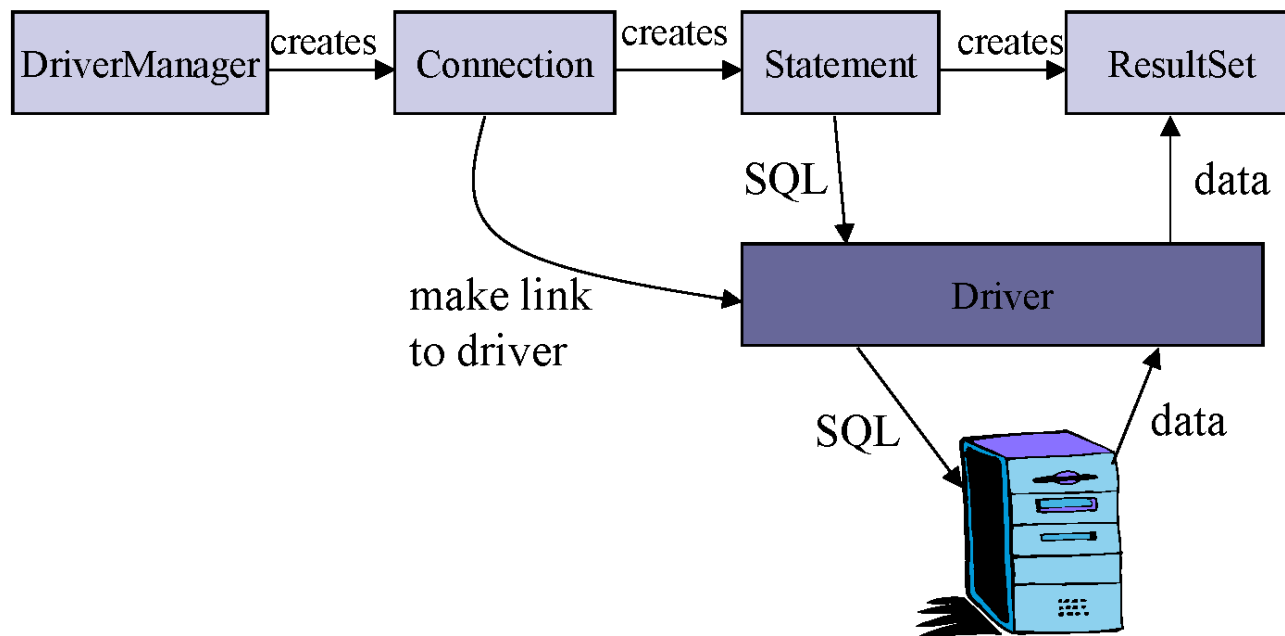 creates
creates
creates
DriverManager
Connection
Statement
ResultSet
SQL
data
make link
to driver
Driver
SQL
data